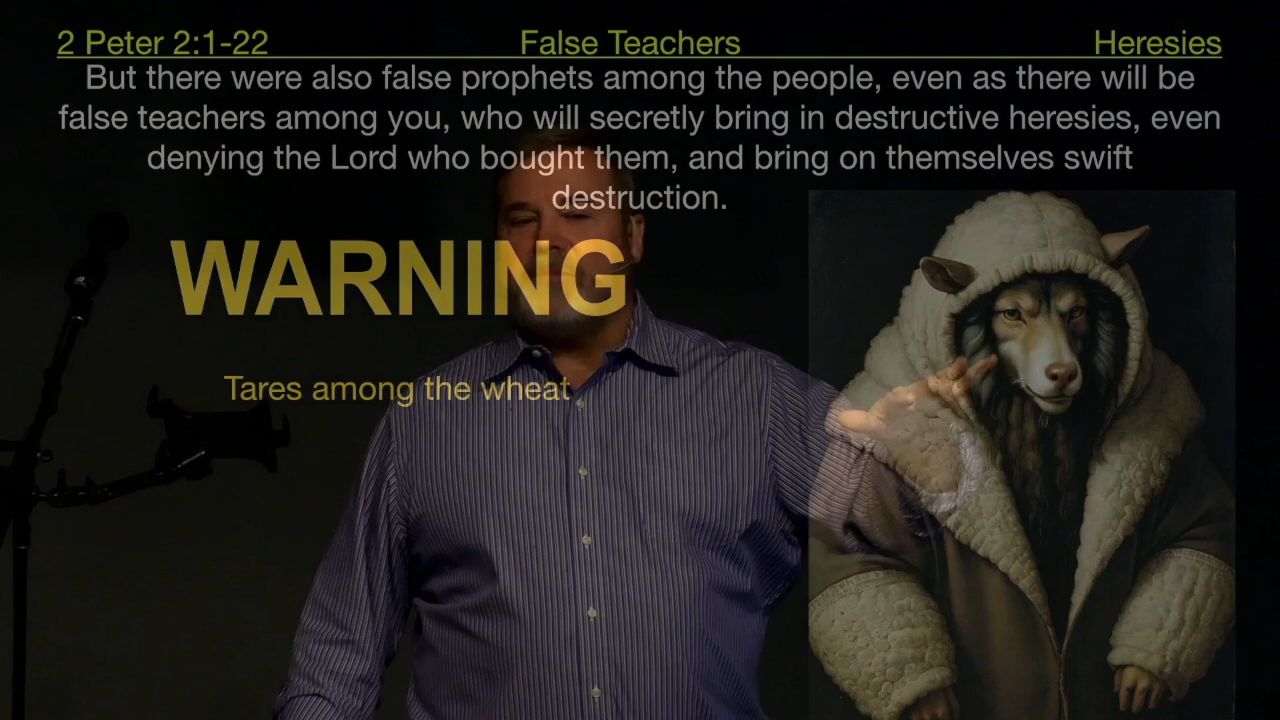 2 Peter 2:1-22 False Teachers Heresies
But there were also false prophets among the people, even as there will be
false teachers among you, who will secretly bring in destructive heresies, even
denying the Lord who bought them, and bring on themselves swift
destruction.
WARNING
Tares among the wheat